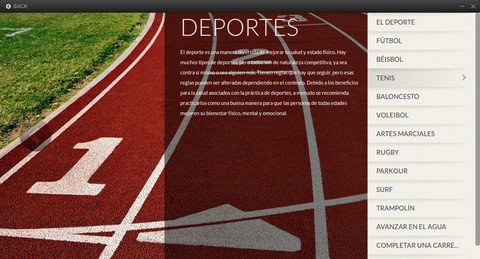 BACK
DEPORTES
El deporte es una manera divertida de mejorar tu salud y estado físico. Hay
muchos tipos de deportes, pero todos son de naturaleza competitiva, ya sea
contra sí mismo o sea alguien más. Tienen reglas que hay que seguir, pero esas
reglas pueden ser alteradas dependiendo en el contexto. Debido a los beneficios
para la salud asociados con la práctica de deportes, a menudo se recomienda
practicarlos como una buena manera para que las personas de todas edades
mejoren su bienestar físico, mental y emocional.
1
EL DEPORTE
FÚTBOL
BÉISBOL
TENIS
BALONCESTO
VOLEIBOL
ARTES MARCIALES
RUGBY
PARKOUR
SURF
TRAMPOLÍN
AVANZAR EN EL AGUA
COMPLETAR UNA CARRE...